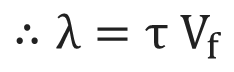 ∴ λ = τ V_f